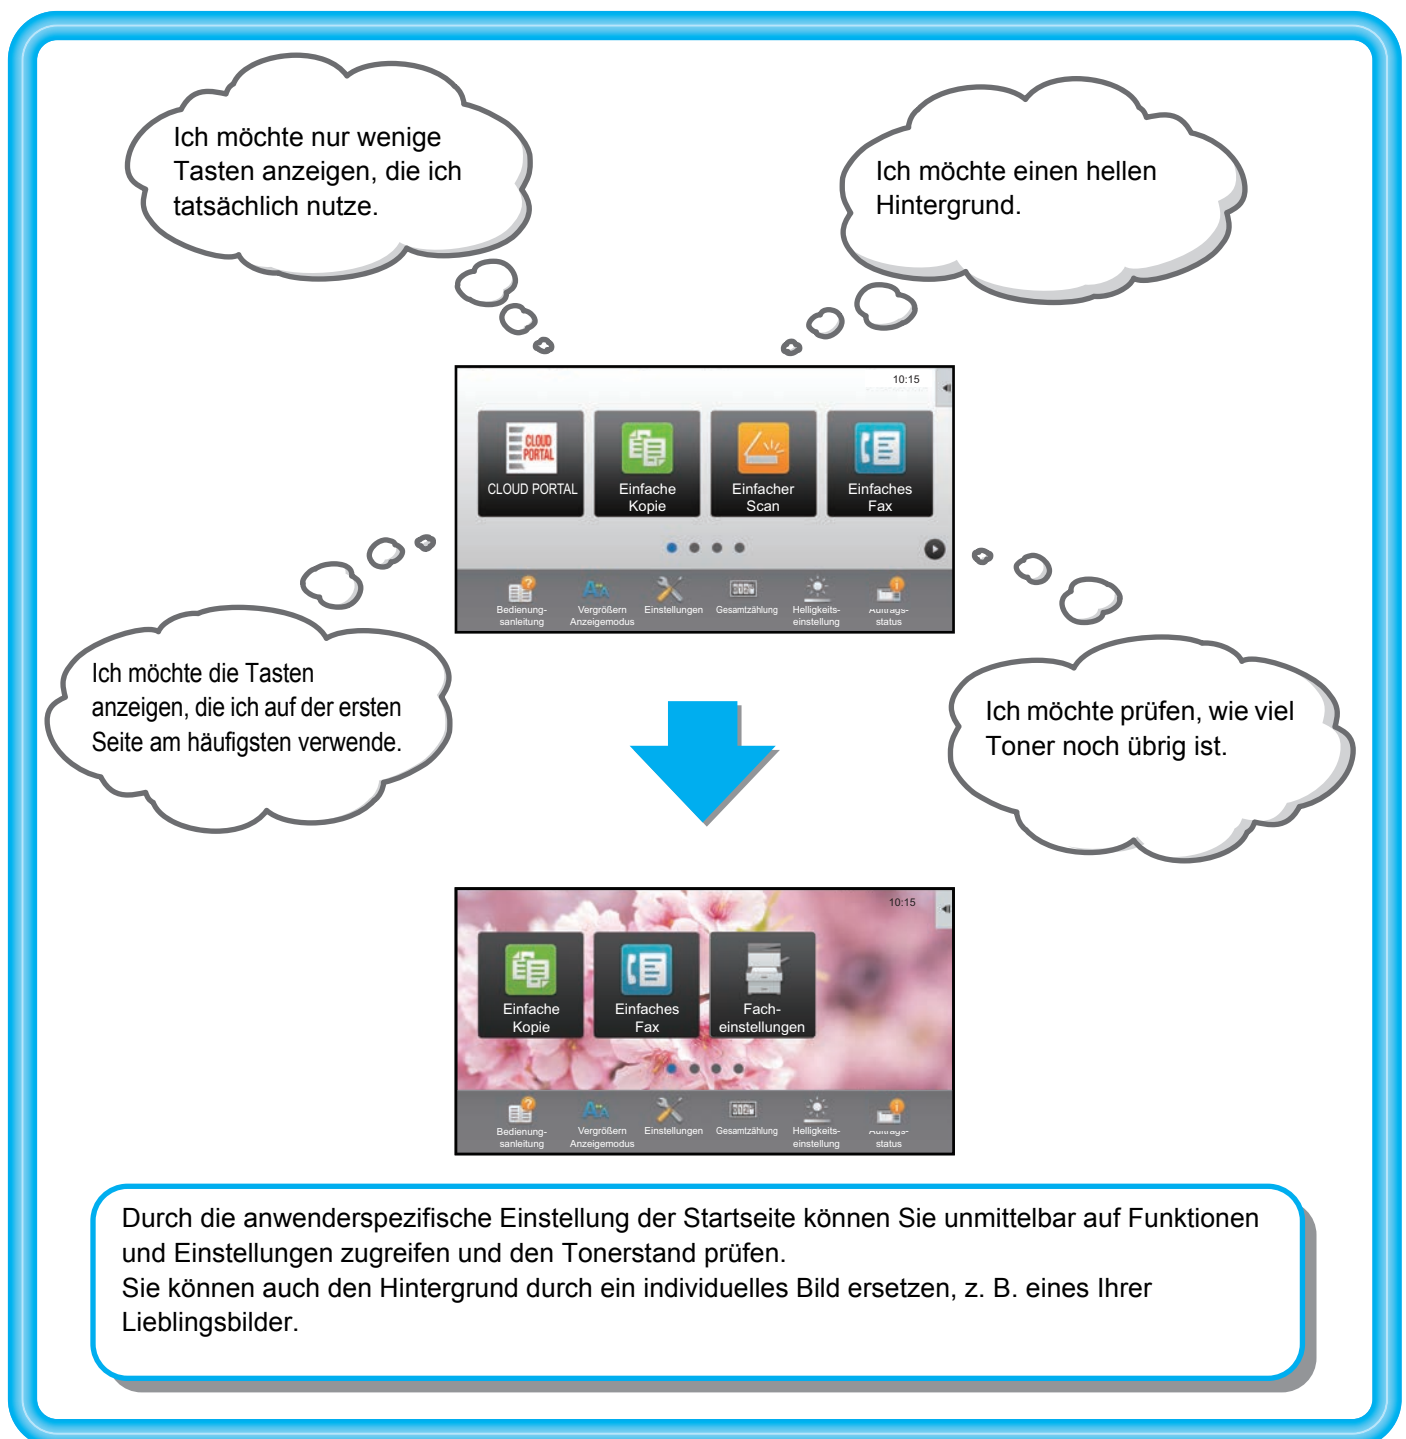 Ich möchte nur wenige
Tasten anzeigen, die ich
tatsächlich nutze.
Ich möchte einen hellen
Hintergrund.
10:15
CLOUD
PORTAL
CLOUD PORTAL
Einfache
Kopie
Einfacher
Scan
Einfaches
Fax
Bedienung-
sanleitung
Vergrößern
Anzeigemodus
Einstellungen
Gesamtzählung
Helligkeits-
einstellung
Auftrags-
status
Ich möchte die Tasten
anzeigen, die ich auf der ersten
Seite am häufigsten verwende.
Ich möchte prüfen, wie viel
Toner noch übrig ist.
10:15
Einfache
Kopie
Einfaches
Fax
Fach-
einstellungen
Bedienung-
sanleitung
Vergrößern
Anzeigemodus
Einstellungen
Gesamtzählung
Helligkeits-
einstellung
Auftrags-
status
Durch die anwenderspezifische Einstellung der Startseite können Sie unmittelbar auf Funktionen
und Einstellungen zugreifen und den Tonerstand prüfen.
Sie können auch den Hintergrund durch ein individuelles Bild ersetzen, z. B. eines Ihrer
Lieblingsbilder.